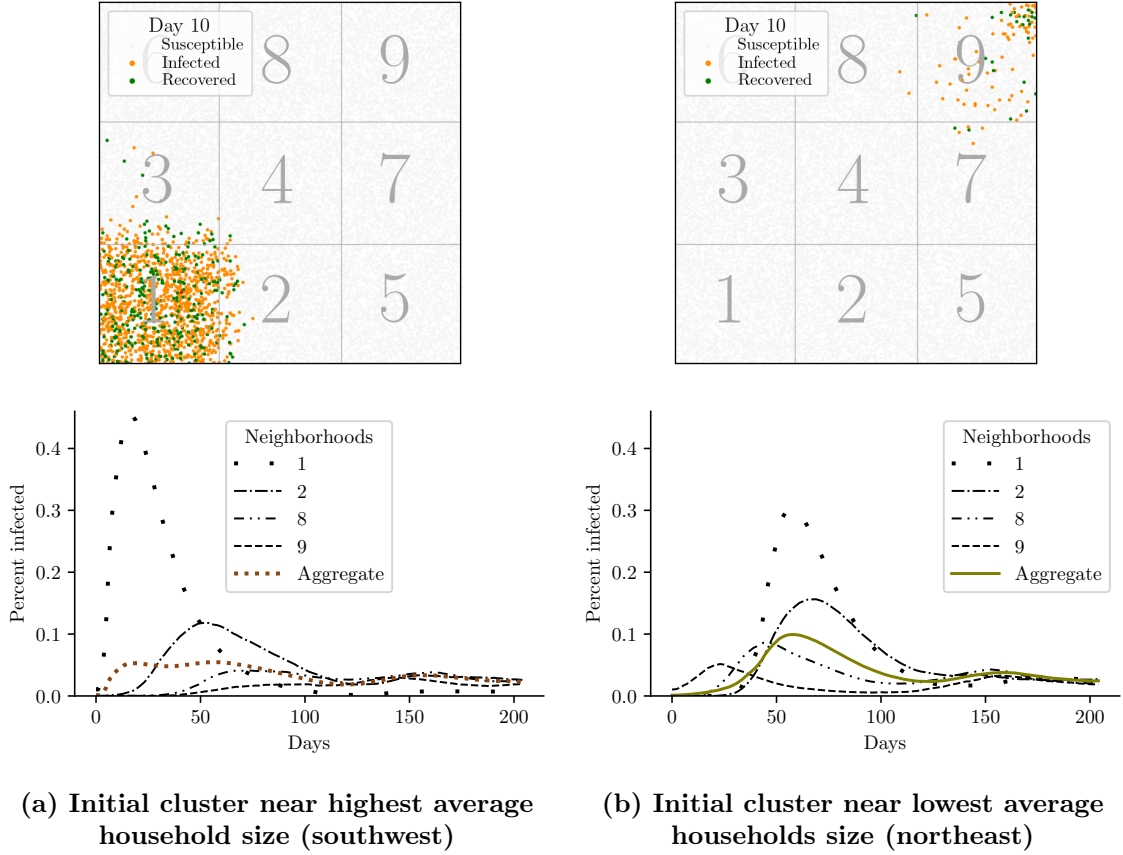 Day 10
Susceptible
Infected
Recovered
6 8 9
3 4 7
1 2 5
Day 10
Susceptible
Infected
Recovered
8 9
3 4 7
1 2 5
Percent infected
0.4
0.3
0.2
0.1
0.0
0 50 100 150 200
Days
Neighborhoods
1
2
8
9
Aggregate
Percent infected
0.4
0.3
0.2
0.1
0.0
0 50 100 150 200
Days
Neighborhoods
1
2
8
9
Aggregate
(a) Initial cluster near highest average
household size (southwest)
(b) Initial cluster near lowest average
households size (northeast)